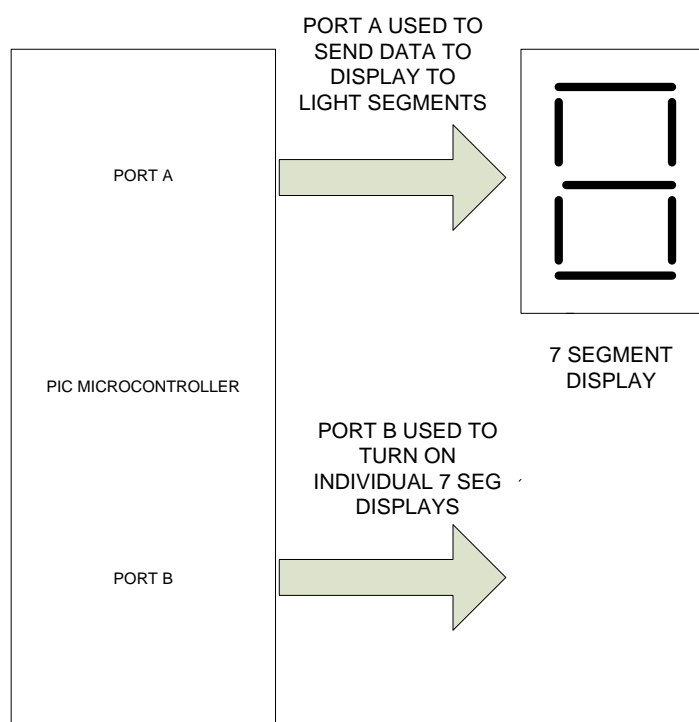 PORT A USED TO
SEND DATA TO
DISPLAY TO
LIGHT SEGMENTS
PORT A
7 SEGMENT
DISPLAY
PIC MICROCONTROLLER
PORT B USED TO
TURN ON
INDIVIDUAL 7 SEG
DISPLAYS
PORT B